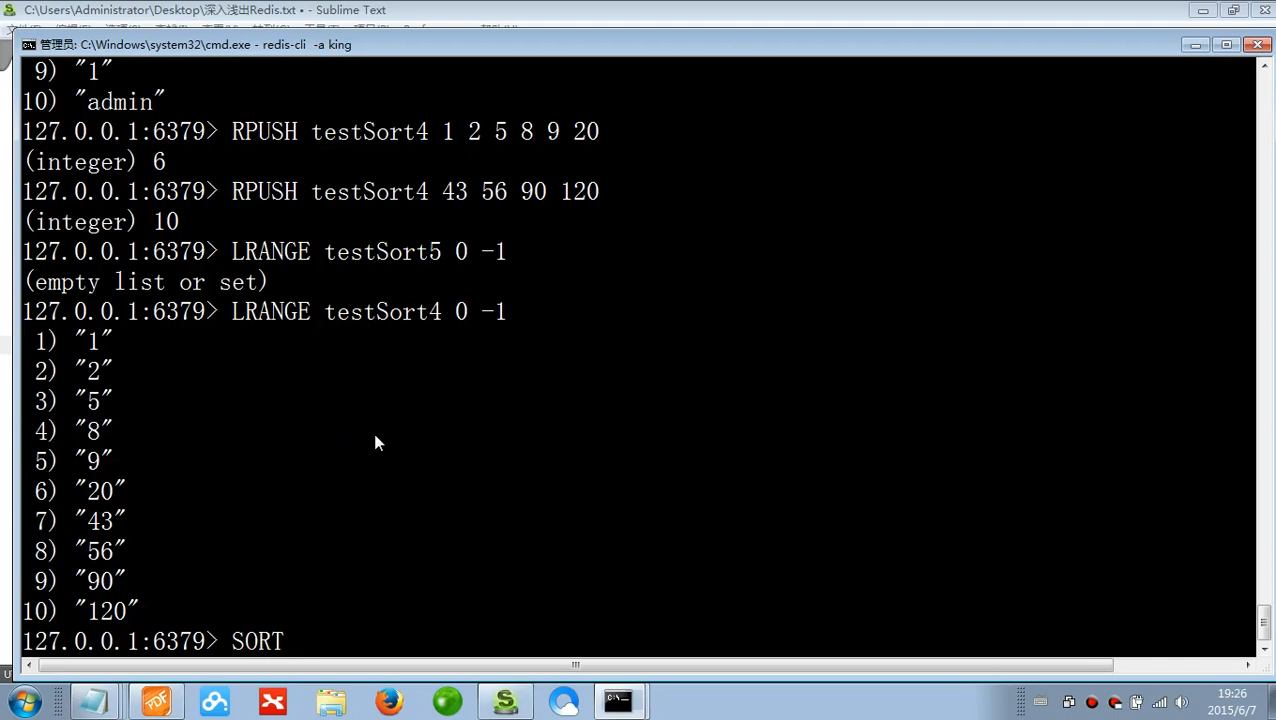 C:\Users\Administrator\Desktop\深入浅出Redis.txt • - Sublime Text
管理员: C:\Windows\system32\cmd.exe - redis-cli  -a king
9) "1"
10) "admin"
127.0.0.1:6379> RPUSH testSort4 1 2 5 8 9 20
(integer) 6
127.0.0.1:6379> RPUSH testSort4 43 56 90 120
(integer) 10
127.0.0.1:6379> LRANGE testSort5 0 -1
(empty list or set)
127.0.0.1:6379> LRANGE testSort4 0 -1
1) "1"
2) "2"
3) "5"
4) "8"
5) "9"
6) "20"
7) "43"
8) "56"
9) "90"
10) "120"
127.0.0.1:6379> SORT
PDF
19:26
2015/6/7